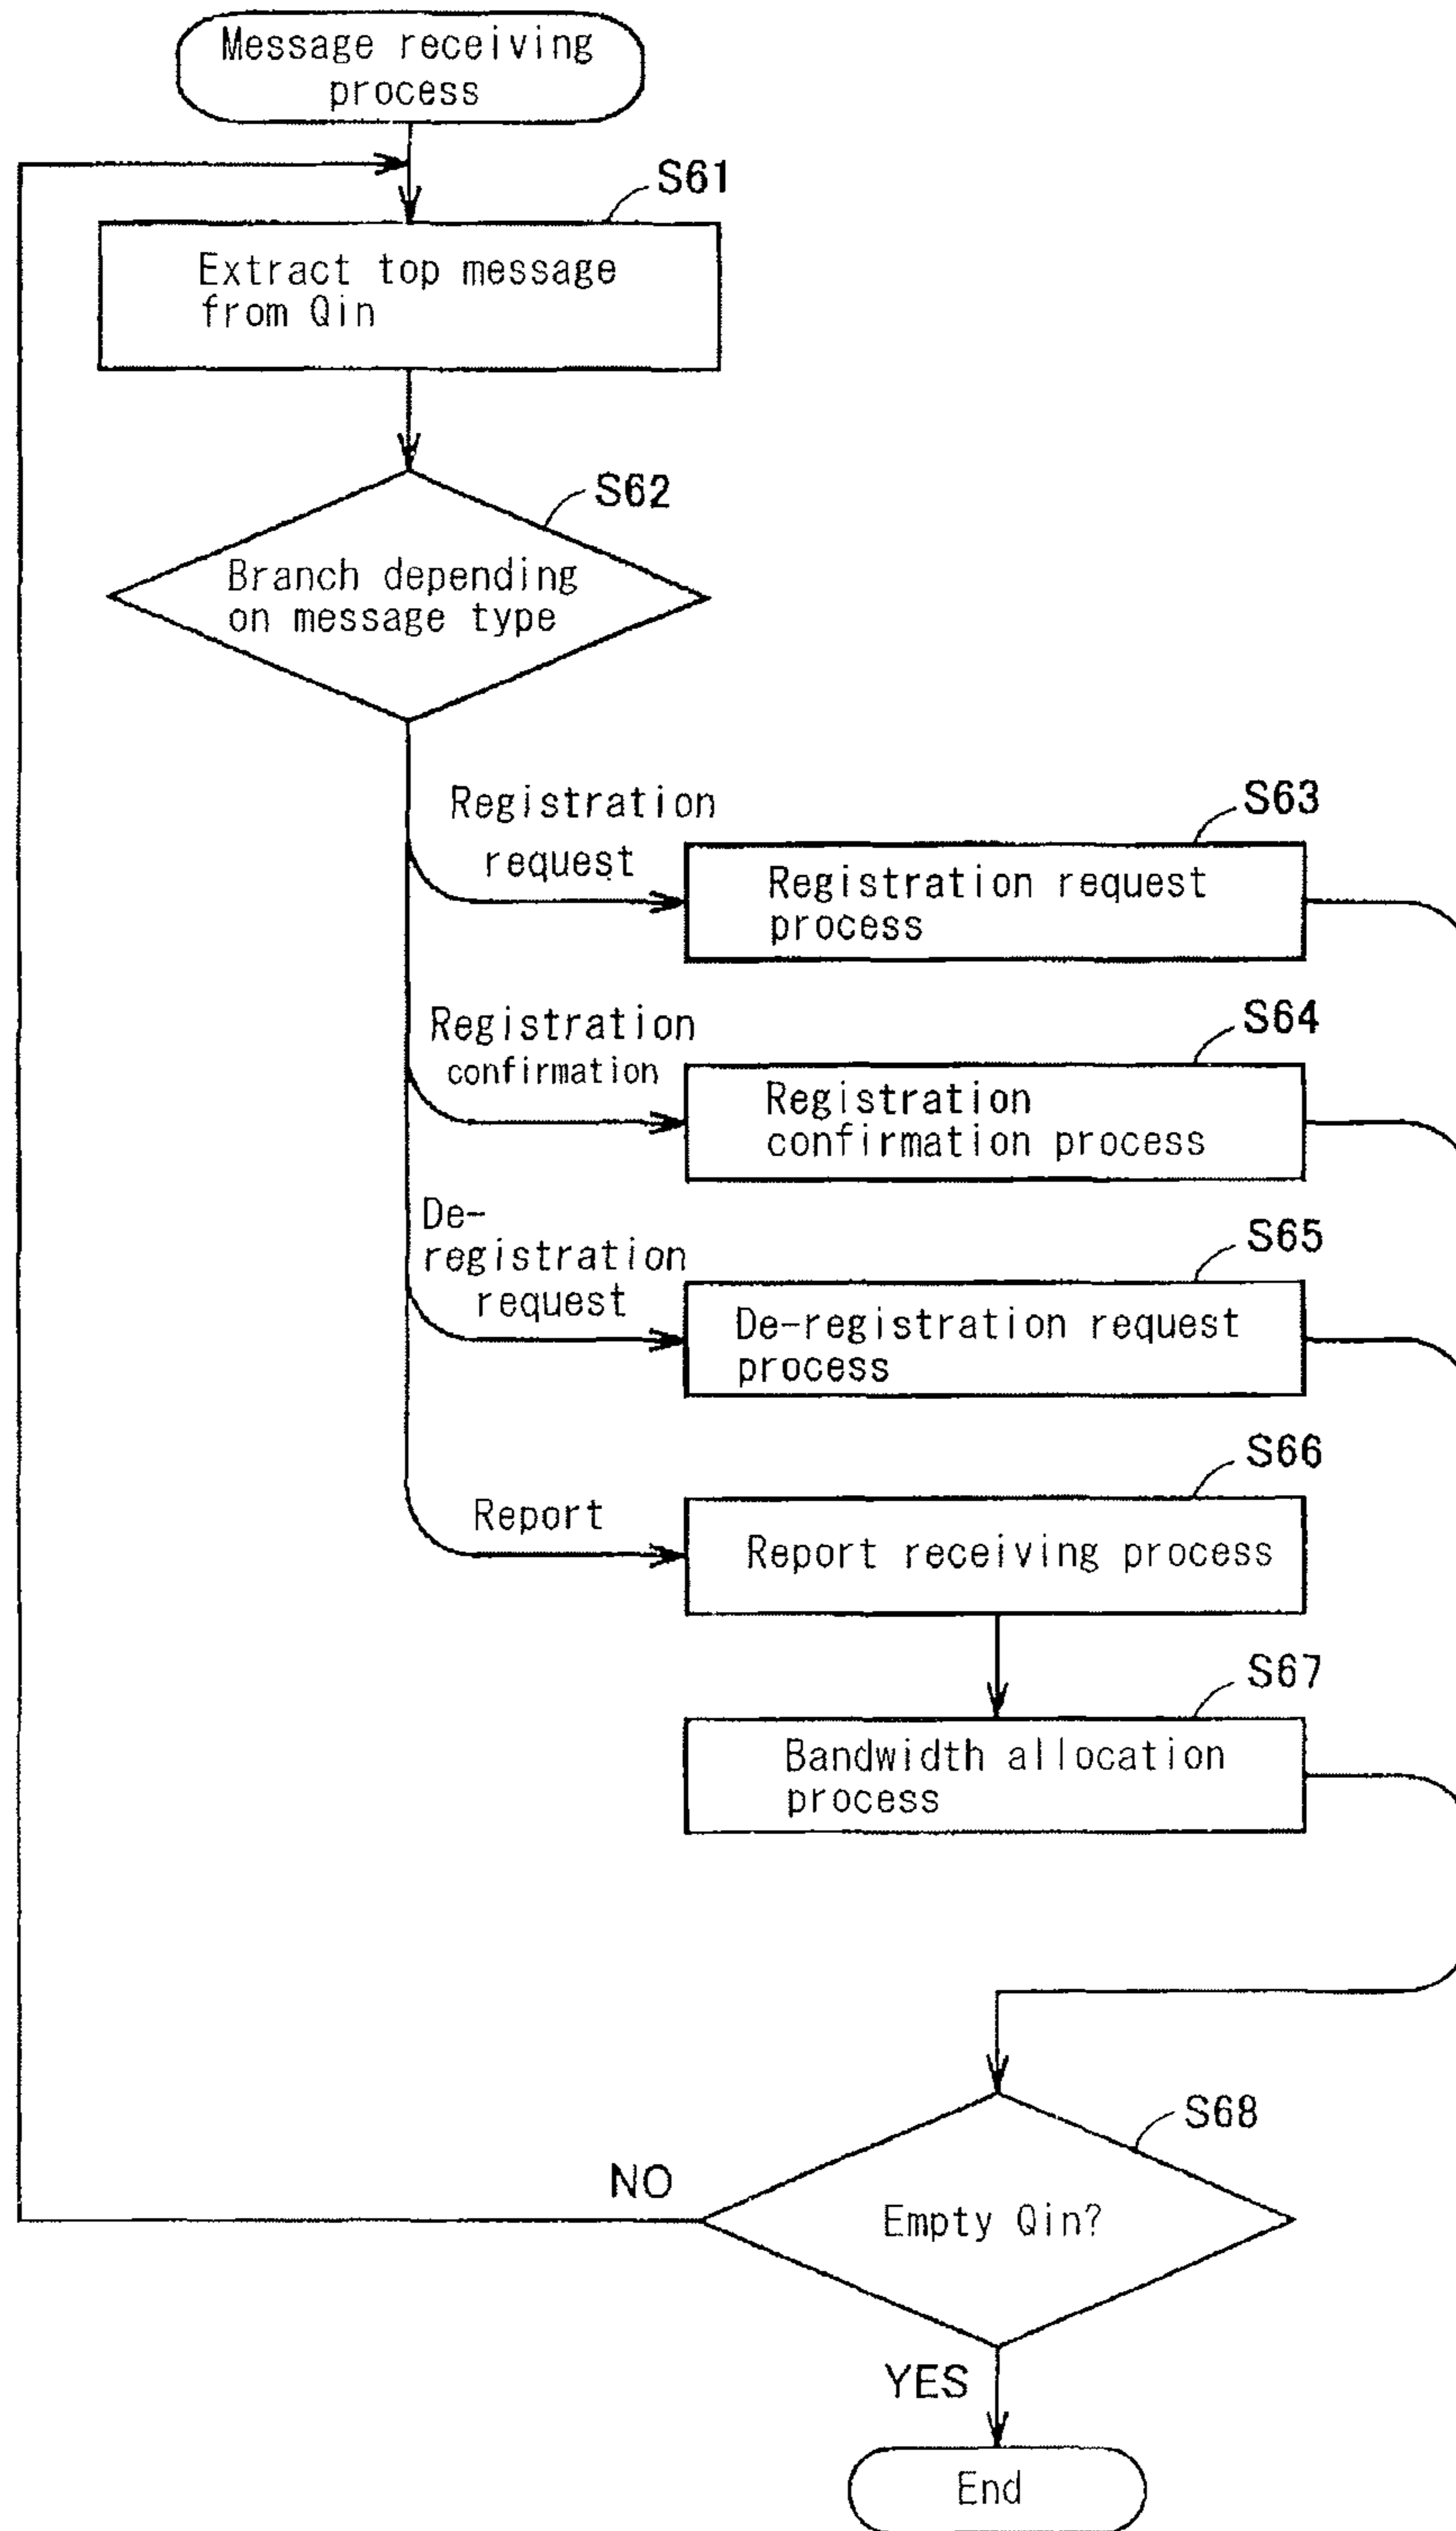 Message receiving
process
S61
Extract top message
from Qin
S62
Branch depending
on message type
Registration
request
S63
Registration request
process
Registration
confirmation
S64
Registration
confirmation process
De-
registration
request
S65
De-registration request
process
Report
S66
Report receiving process
S67
Bandwidth allocation
process
S68
NO
Empty Qin?
YES
End